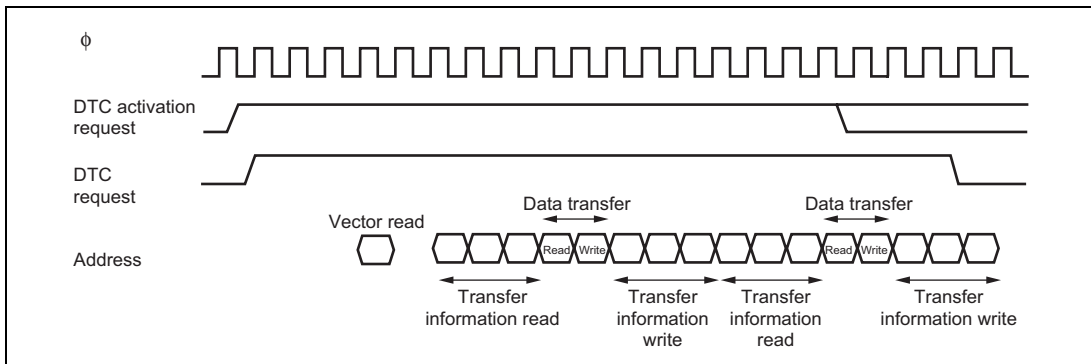 ϕ
DTC activation
request
DTC
request
Data transfer
Data transfer
Vector read
Address
Read
Write
Read
Write
Transfer
information read
Transfer
information
write
Transfer
information
read
Transfer
information write